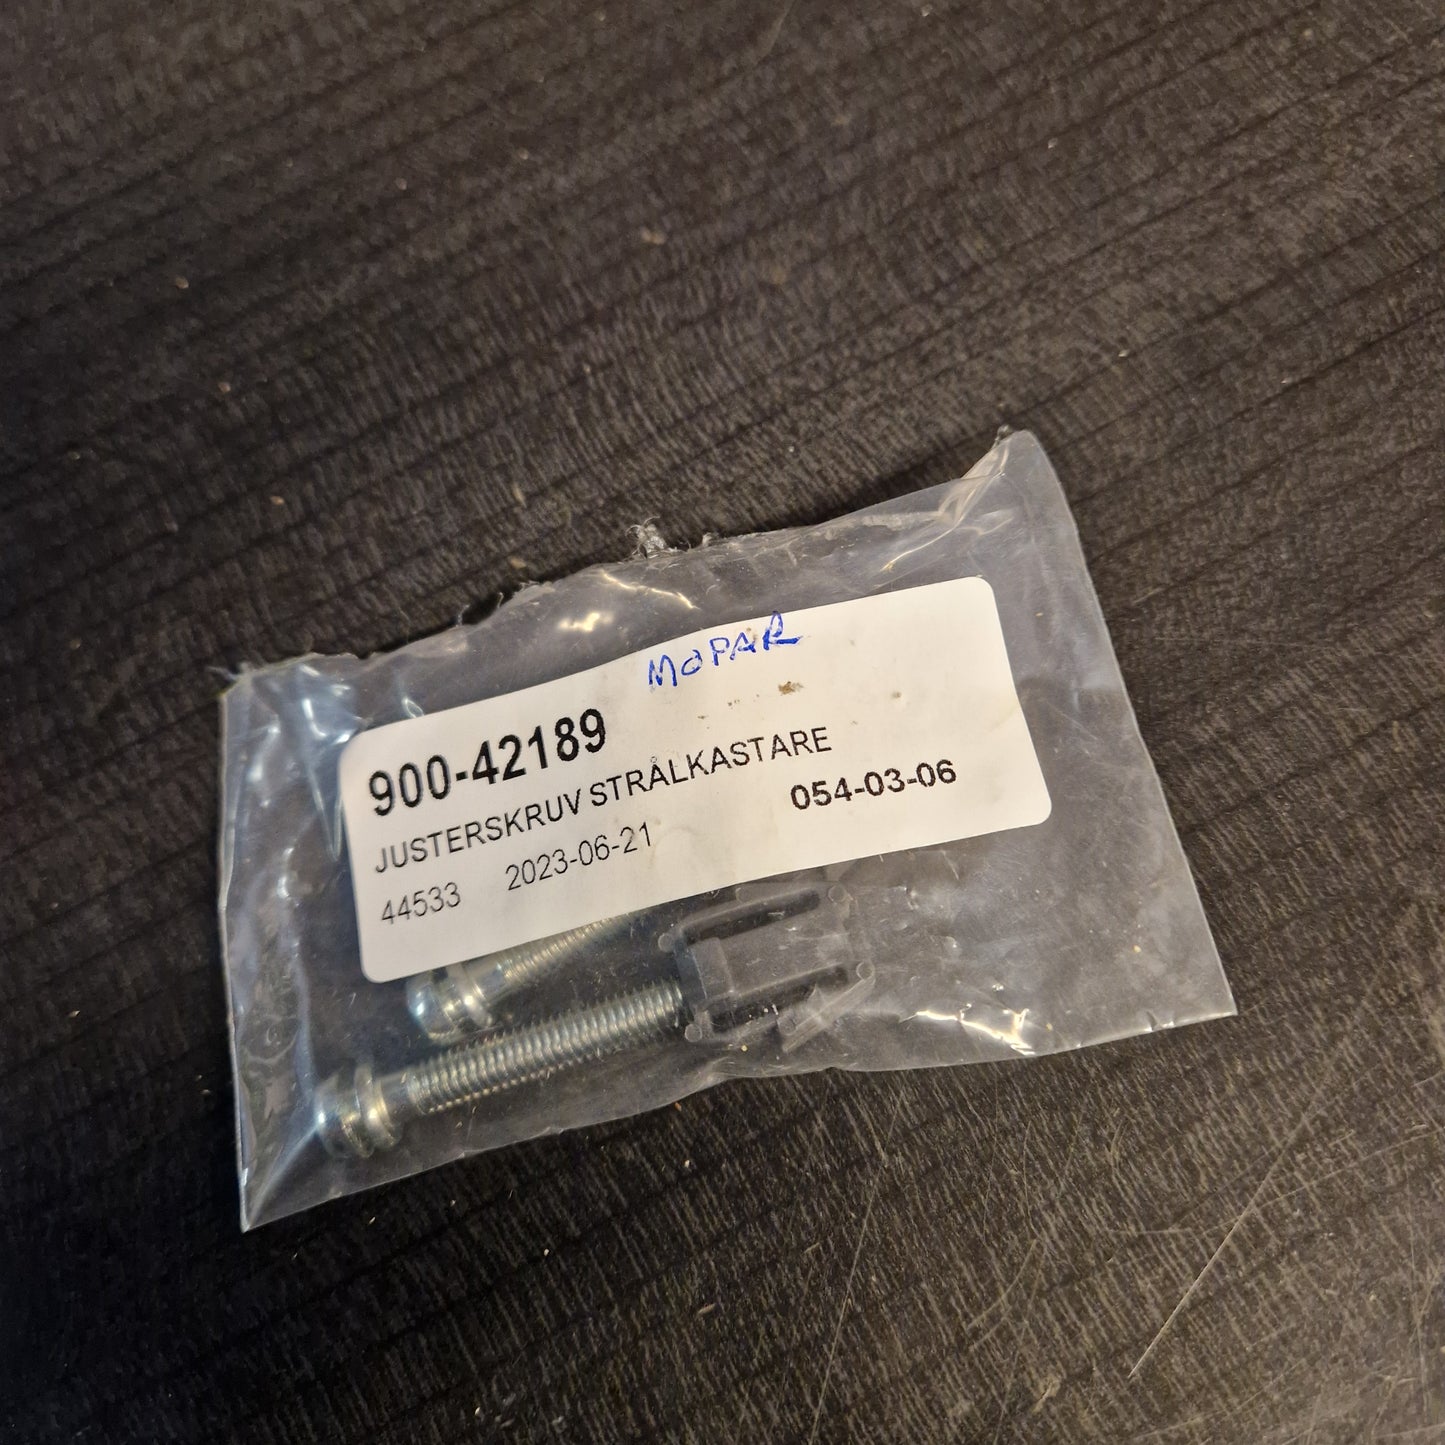 MOPAR
900-42189
JUSTERSKRUV STRÅLKASTARE
054-03-06
44533 2023-06-21